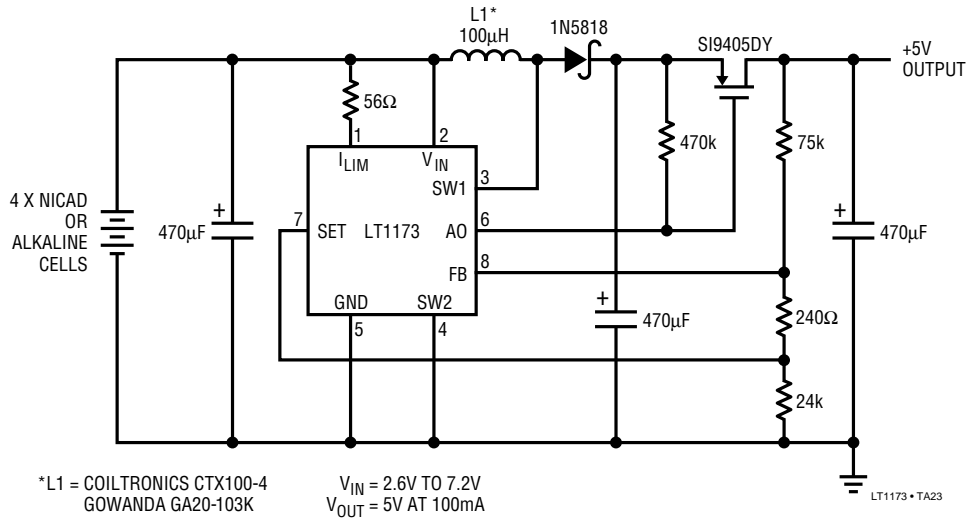 L1*
100µH
1N5818
SI9405DY
+5V
OUTPUT
56Ω
470k
75k
1
2
I_LIM
V_IN
SW1
3
4 X NICAD
OR
ALKALINE
CELLS
+
470µF
7
SET
LT1173
AO
6
+
470µF
FB
8
GND
SW2
5
4
+
470µF
240Ω
24k
*L1 = COILTRONICS CTX100-4
GOWANDA GA20-103K
V_IN = 2.6V TO 7.2V
V_OUT = 5V AT 100mA
LT1173 • TA23